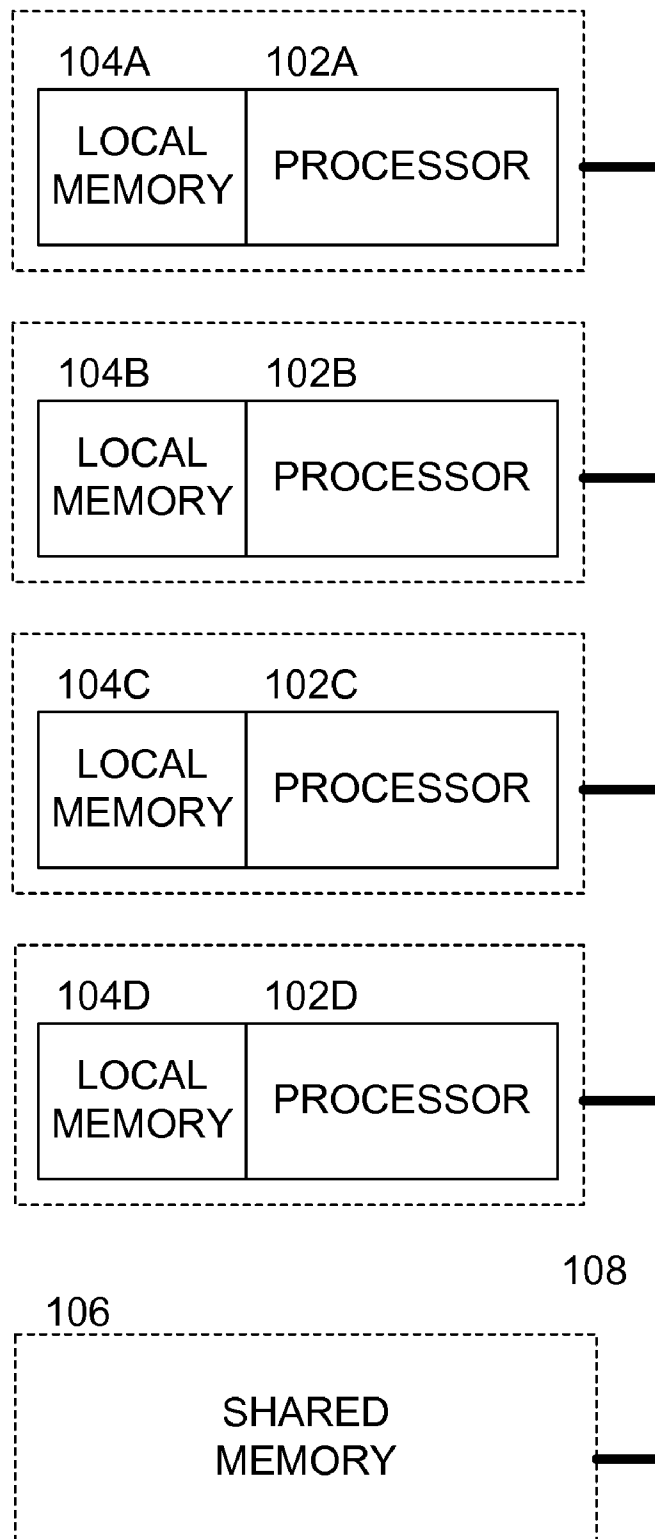 104A 102A
LOCAL
MEMORY
PROCESSOR
104B 102B
LOCAL
MEMORY
PROCESSOR
104C 102C
LOCAL
MEMORY
PROCESSOR
104D 102D
LOCAL
MEMORY
PROCESSOR
108
106
SHARED
MEMORY